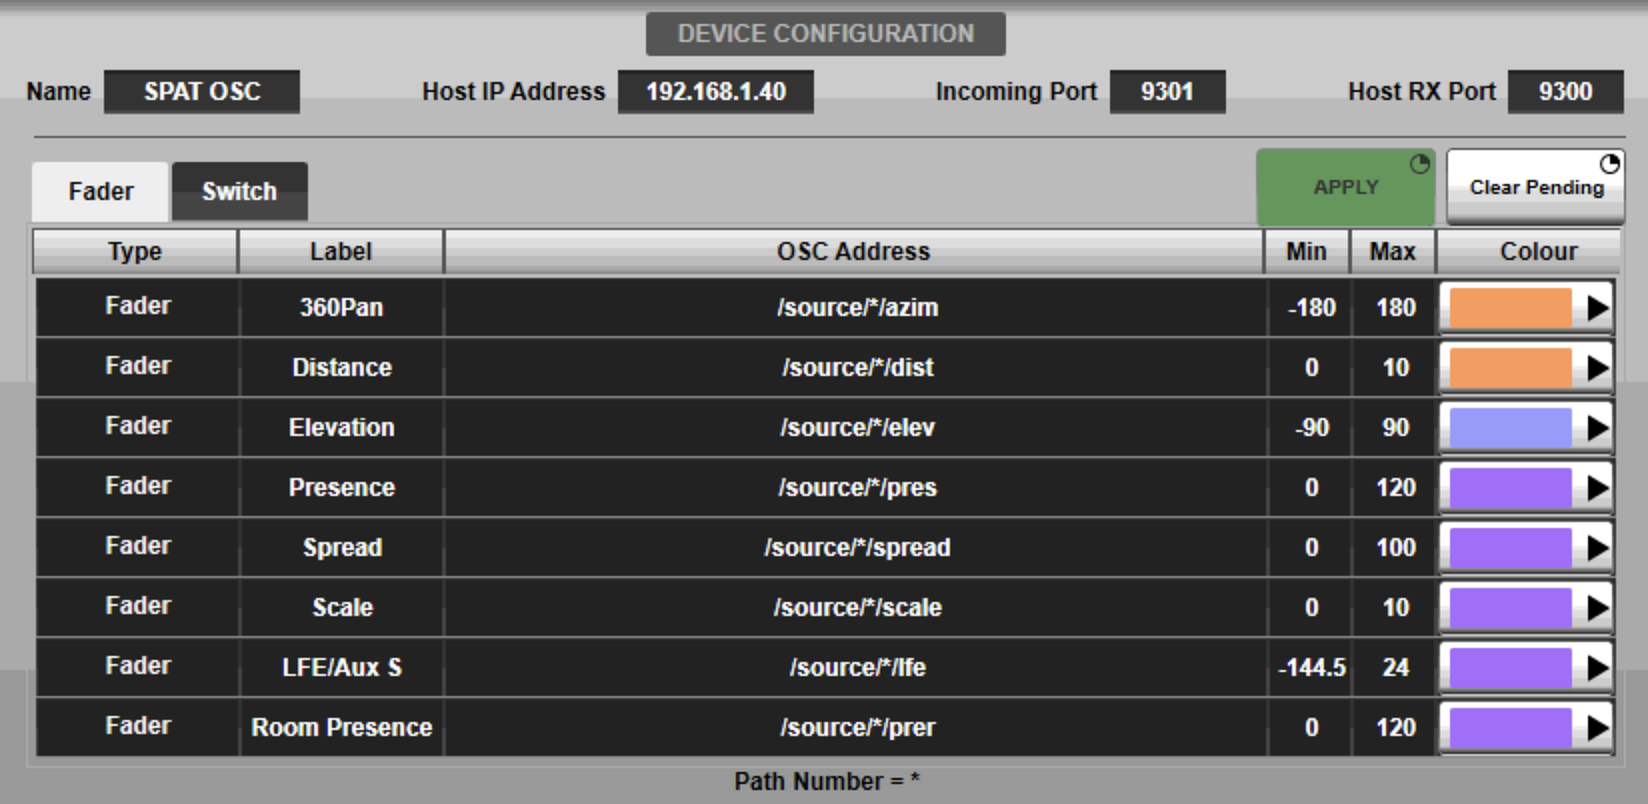 DEVICE CONFIGURATION
Name SPAT OSC Host IP Address 192.168.1.40 Incoming Port 9301 Host RX Port 9300
Fader Switch APPLY Clear Pending
Type Label OSC Address Min Max Colour
Fader 360Pan /source/*/azim -180 180
Fader Distance /source/*/dist 0 10
Fader Elevation /source/*/elev -90 90
Fader Presence /source/*/pres 0 120
Fader Spread /source/*/spread 0 100
Fader Scale /source/*/scale 0 10
Fader LFE/Aux S /source/*/lfe -144.5 24
Fader Room Presence /source/*/prer 0 120
Path Number = *